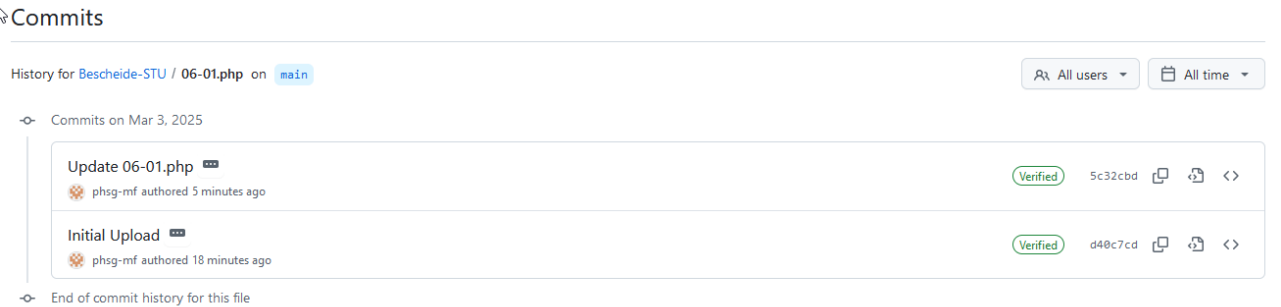 Commits
History for Bescheide-STU / 06-01.php on main
All users
All time
Commits on Mar 3, 2025
Update 06-01.php
Verified 5c32cbd
phsg-mf authored 5 minutes ago
Initial Upload
Verified d40c7cd
phsg-mf authored 18 minutes ago
End of commit history for this file